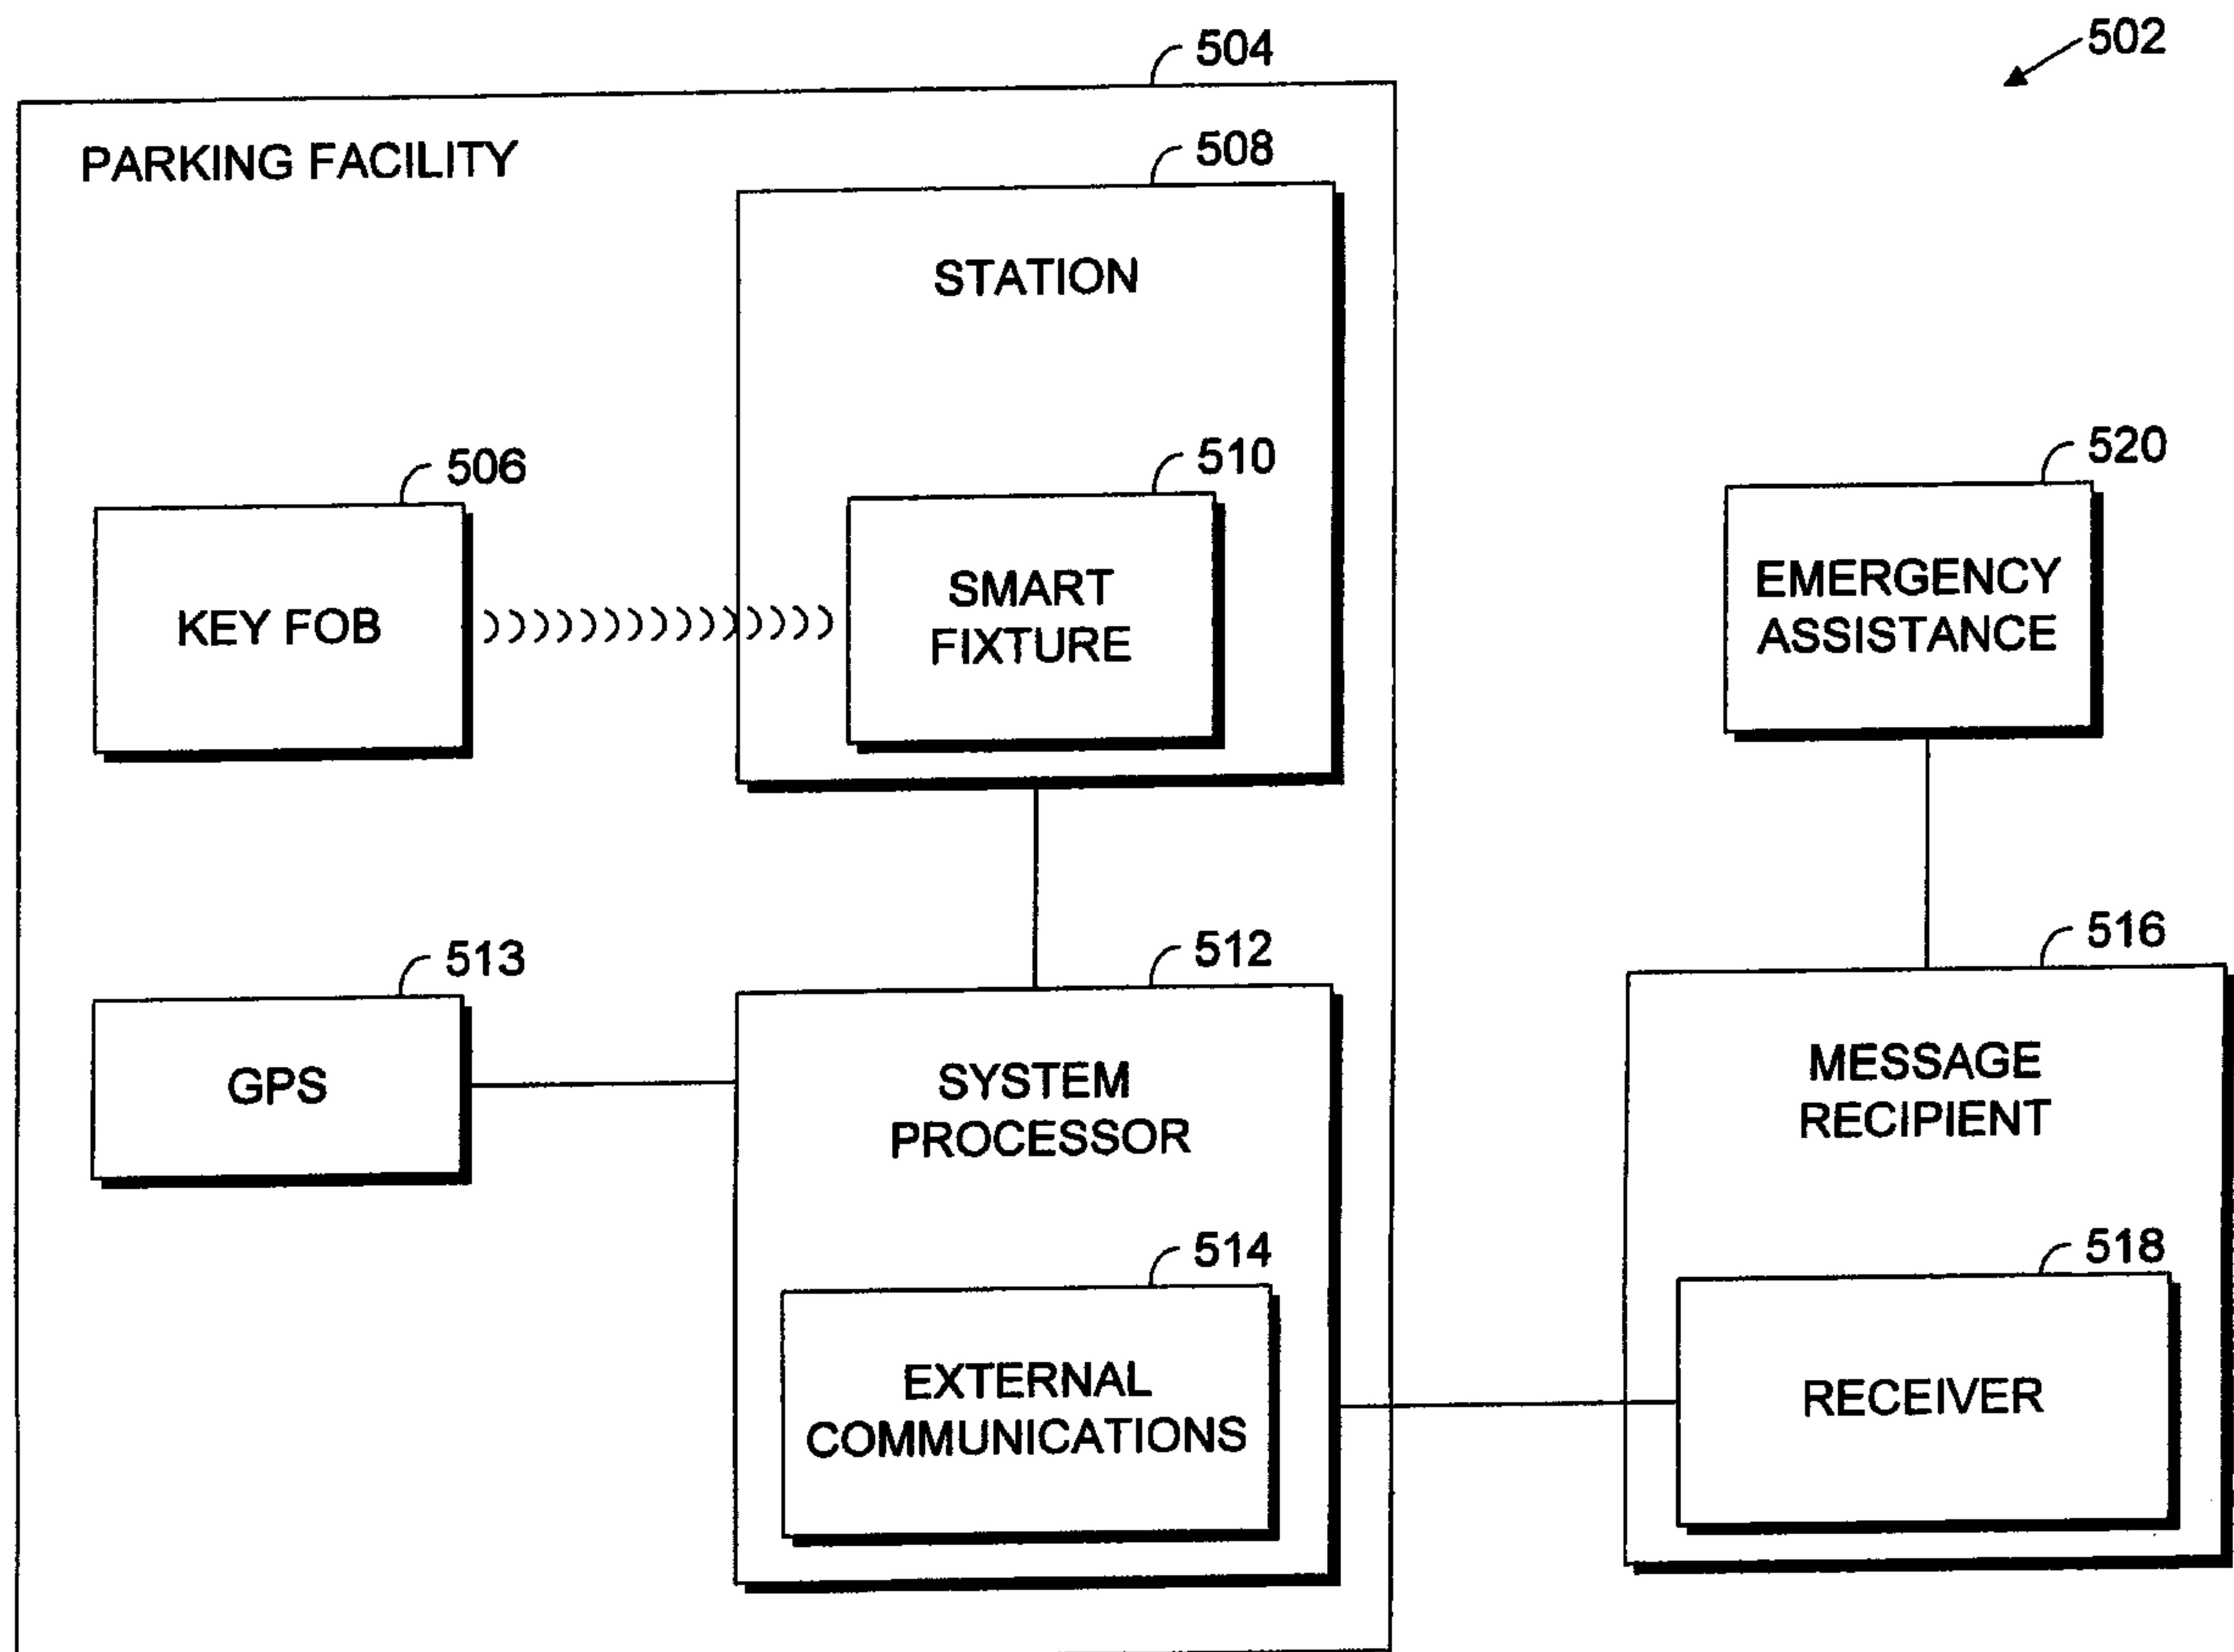 502
504
PARKING FACILITY
508
STATION
506
KEY FOB
510
SMART
FIXTURE
520
EMERGENCY
ASSISTANCE
513
GPS
512
SYSTEM
PROCESSOR
514
EXTERNAL
COMMUNICATIONS
516
MESSAGE
RECIPIENT
518
RECEIVER